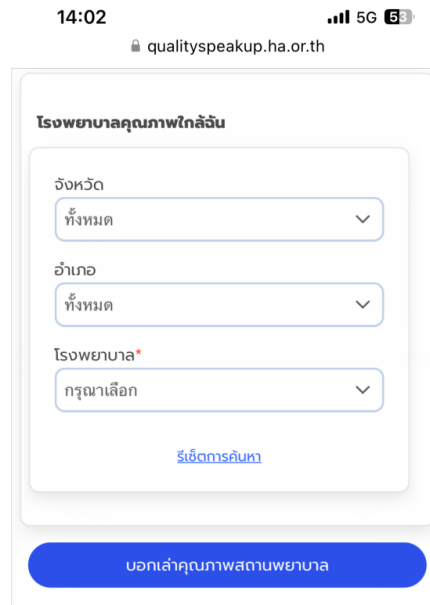 14:02
5G 53
qualityspeakup.ha.or.th
โรงพยาบาลคุณภาพใกล้ฉัน
จังหวัด
ทั้งหมด
อำเภอ
ทั้งหมด
โรงพยาบาล*
กรุณาเลือก
รีเซ็ตการค้นหา
บอกเล่าคุณภาพสถานพยาบาล